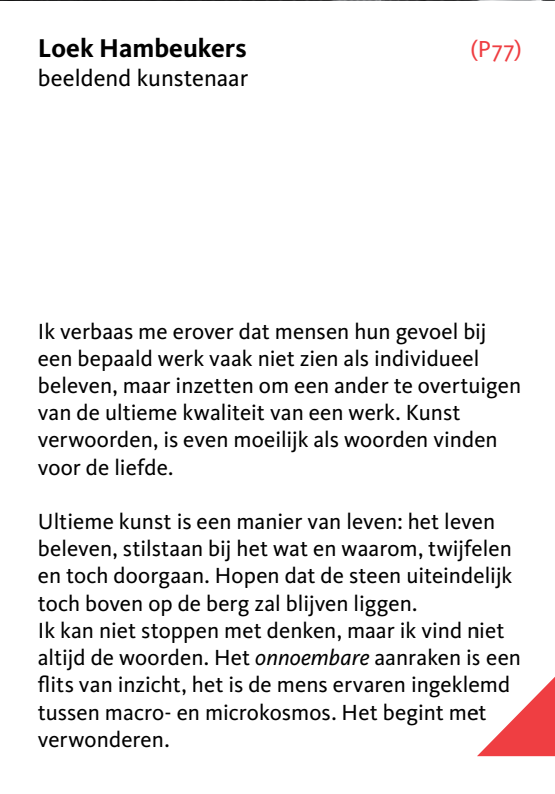 Loek Hambeukers (P77)
beeldend kunstenaar
Ik verbaas me erover dat mensen hun gevoel bij
een bepaald werk vaak niet zien als individueel
beleven, maar inzetten om een ander te overtuigen
van de ultieme kwaliteit van een werk. Kunst
verwoorden, is even moeilijk als woorden vinden
voor de liefde.
Ultieme kunst is een manier van leven: het leven
beleven, stilstaan bij het wat en waarom, twijfelen
en toch doorgaan. Hopen dat de steen uiteindelijk
toch boven op de berg zal blijven liggen.
Ik kan niet stoppen met denken, maar ik vind niet
altijd de woorden. Het onnoembare aanraken is een
flits van inzicht, het is de mens ervaren ingeklemd
tussen macro- en microkosmos. Het begint met
verwonderen.